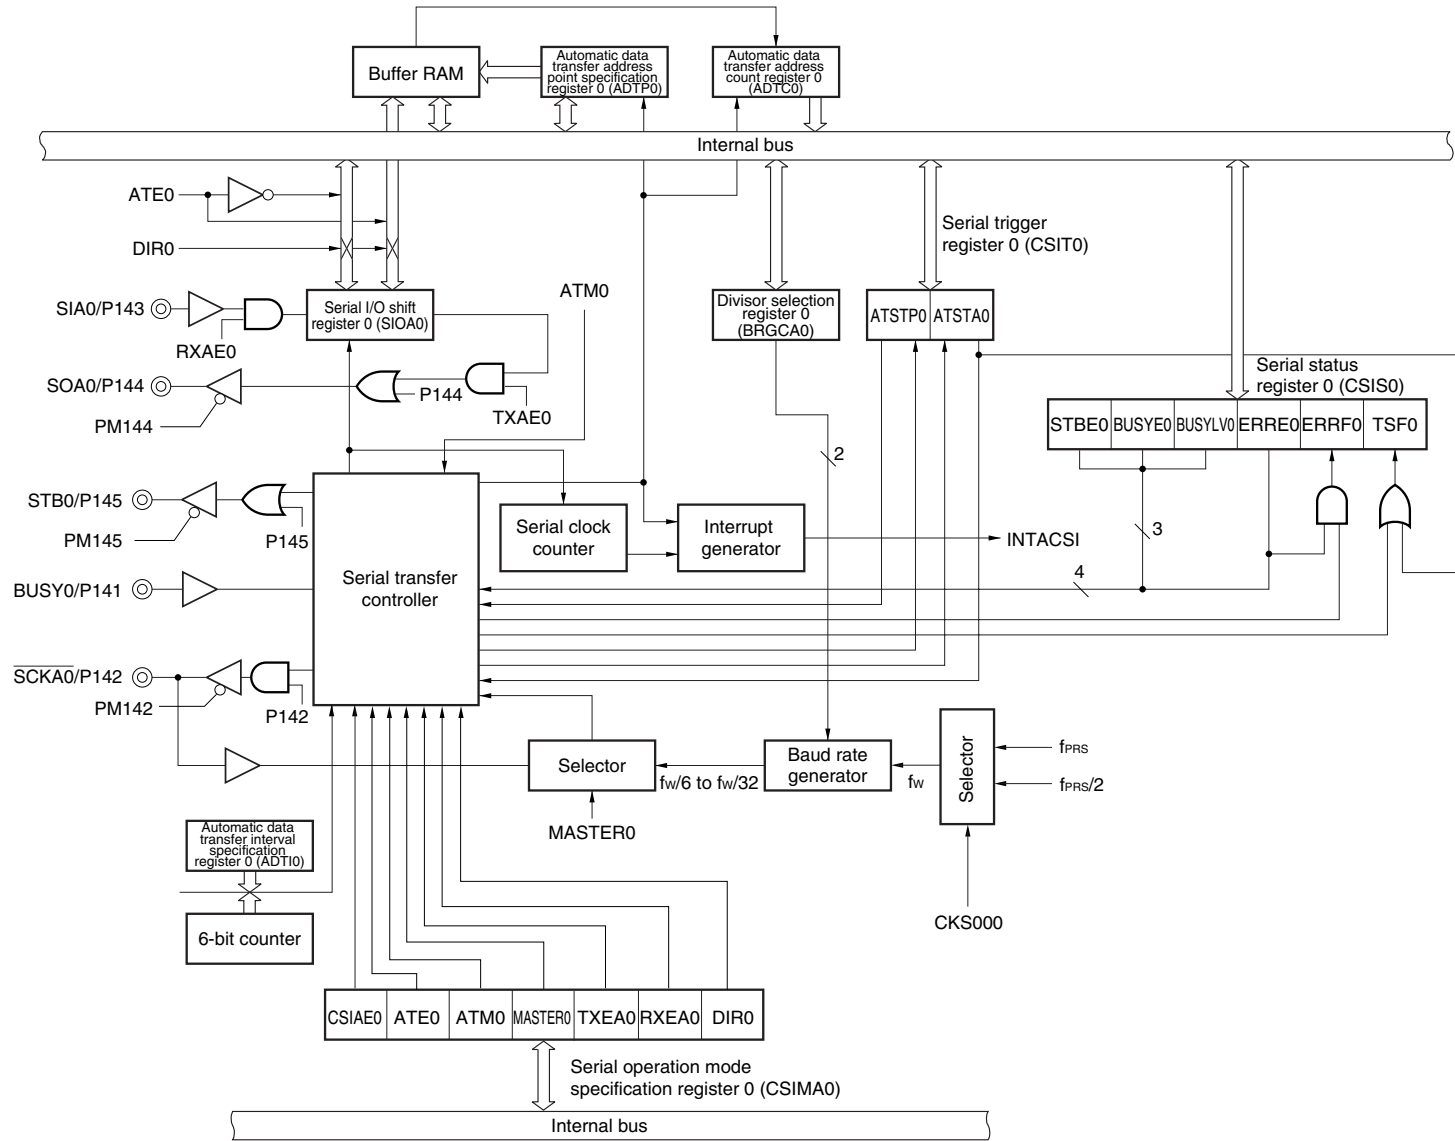 Buffer RAM
Automatic data
transfer address
point specification
register 0 (ADTP0)
Automatic data
transfer address
count register 0
(ADTC0)
Internal bus
ATE0
DIR0
Serial trigger
register 0 (CSIT0)
SIA0/P143
RXAE0
Serial I/O shift
register 0 (SIOA0)
ATM0
Divisor selection
register 0
(BRGCA0)
ATSTP0
ATSTA0
SOA0/P144
PM144
P144
TXAE0
Serial status
register 0 (CSIS0)
STBE0
BUSYE0
BUSYLV0
ERRE0
ERRF0
TSF0
2
STB0/P145
PM145
P145
Serial clock
counter
Interrupt
generator
INTACSI
3
BUSY0/P141
Serial transfer
controller
4
SCKA0/P142
PM142
P142
Selector
fW/6 to fW/32
Baud rate
generator
fW
Selector
fPRS
fPRS/2
MASTER0
CKS000
Automatic data
transfer interval
specification
register 0 (ADTI0)
6-bit counter
CSIAE0
ATE0
ATM0
MASTER0
TXEA0
RXEA0
DIR0
Serial operation mode
specification register 0 (CSIMA0)
Internal bus